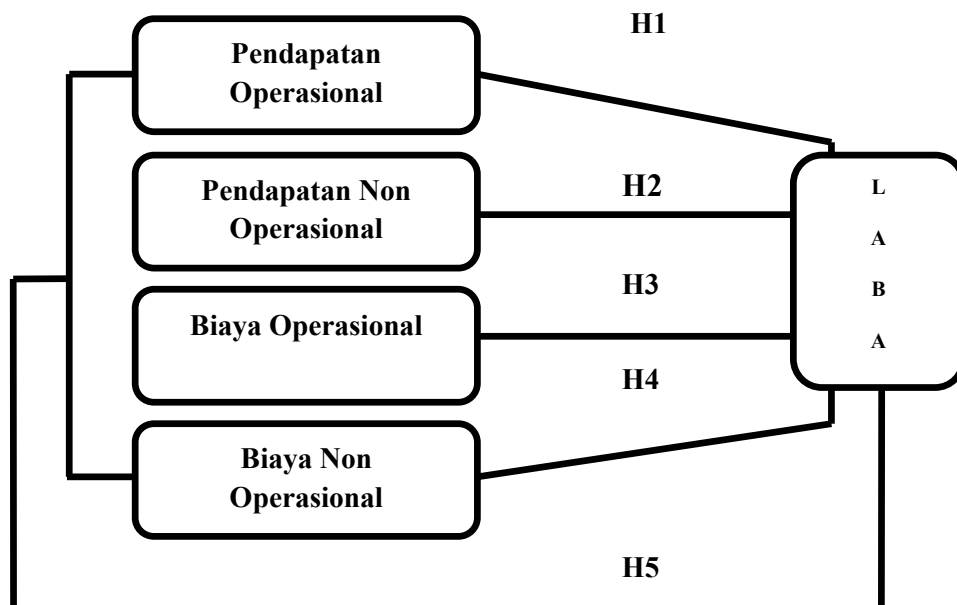 H1
Pendapatan
Operasional
H2
Pendapatan Non
Operasional
H3
Biaya Operasional
H4
Biaya Non
Operasional
H5
L
A
B
A